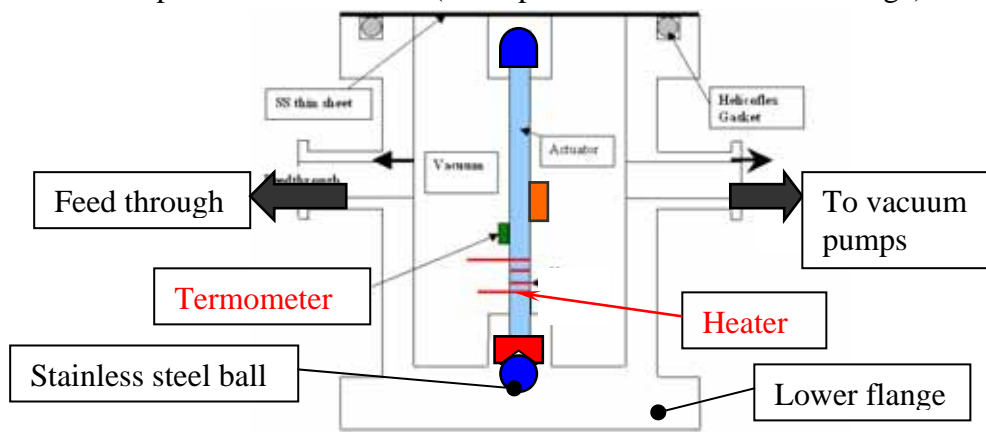 SS thin sheet
Helicoflex
Gasket
Vacuum
Actuator
Feed through
To vacuum
pumps
Termometer
Heater
Stainless steel ball
Lower flange